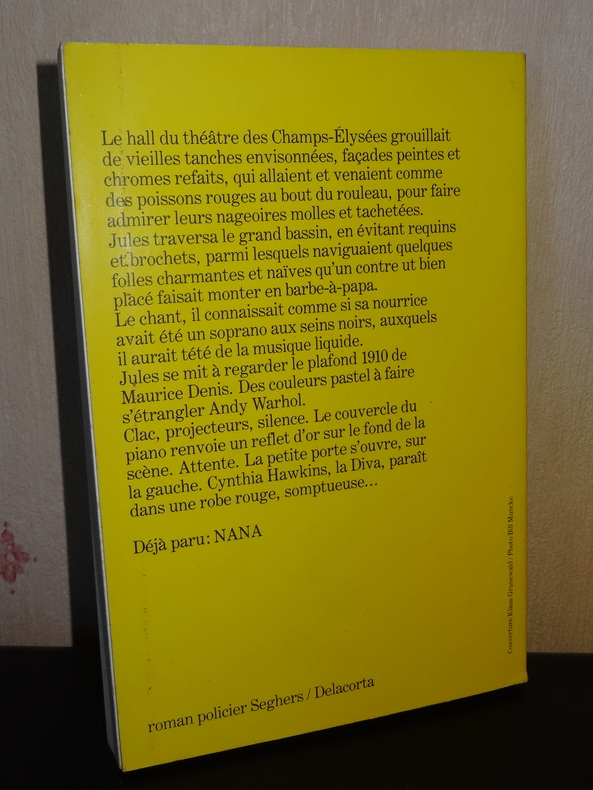 Le hall du théâtre des Champs-Élysées grouillait
de vieilles tanches envisonnées, façades peintes et
chromes refaits, qui allaient et venaient comme
des poissons rouges au bout du rouleau, pour faire
admirer leurs nageoires molles et tachetées.
Jules traversa le grand bassin, en évitant requins
et brochets, parmi lesquels naviguaient quelques
folles charmantes et naïves qu'un contre ut bien
placé faisait monter en barbe-à-papa.
Le chant, il connaissait comme si sa nourrice
avait été un soprano aux seins noirs, auxquels
il aurait tété de la musique liquide.
Jules se mit à regarder le plafond 1910 de
Maurice Denis. Des couleurs pastel à faire
s'étrangler Andy Warhol.
Clac, projecteurs, silence. Le couvercle du
piano renvoie un reflet d'or sur le fond de la
scène. Attente. La petite porte s'ouvre, sur
la gauche. Cynthia Hawkins, la Diva, paraît
dans une robe rouge, somptueuse...
Déjà paru: NANA
roman policier Seghers / Delacorta
Couverture Klaus Grunewald / Photo Bill Muncke